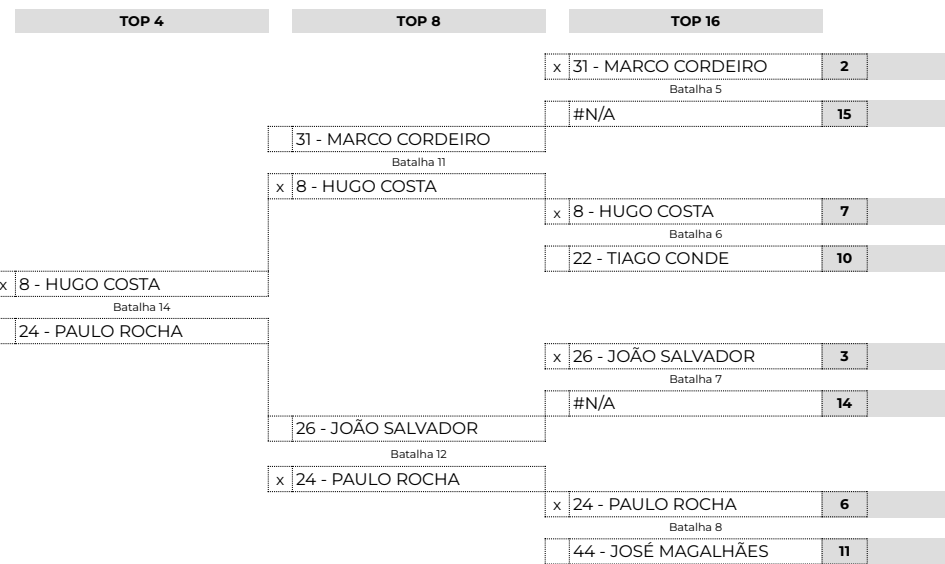 TOP 4 TOP 8 TOP 16
x 31 - MARCO CORDEIRO 2
Batalha 5
#N/A 15
31 - MARCO CORDEIRO
Batalha 11
x 8 - HUGO COSTA
x 8 - HUGO COSTA 7
Batalha 6
22 - TIAGO CONDE 10
x 8 - HUGO COSTA
Batalha 14
24 - PAULO ROCHA
x 26 - JOÃO SALVADOR 3
Batalha 7
#N/A 14
26 - JOÃO SALVADOR
Batalha 12
x 24 - PAULO ROCHA
x 24 - PAULO ROCHA 6
Batalha 8
44 - JOSÉ MAGALHÃES 11